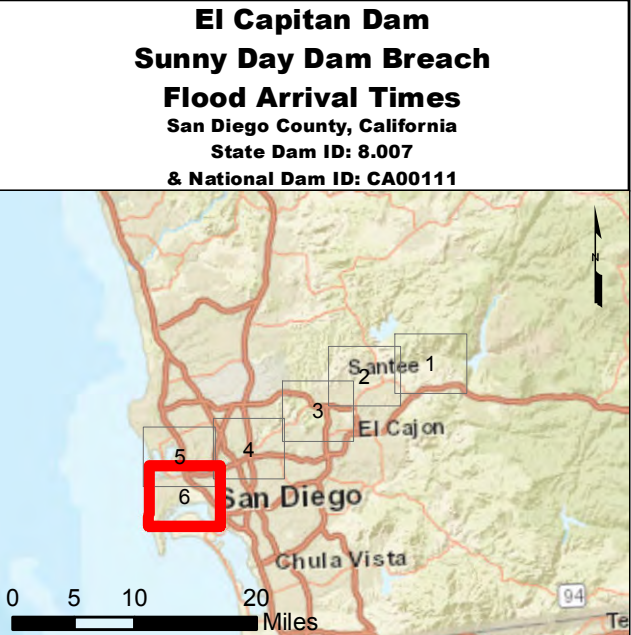 El Capitan Dam
Sunny Day Dam Breach
Flood Arrival Times
San Diego County, California
State Dam ID: 8.007
& National Dam ID: CA00111
N
Santee
1
2
3
El Cajon
4
5
6
San Diego
Chula Vista
94
Te
0 5 10 20
Miles